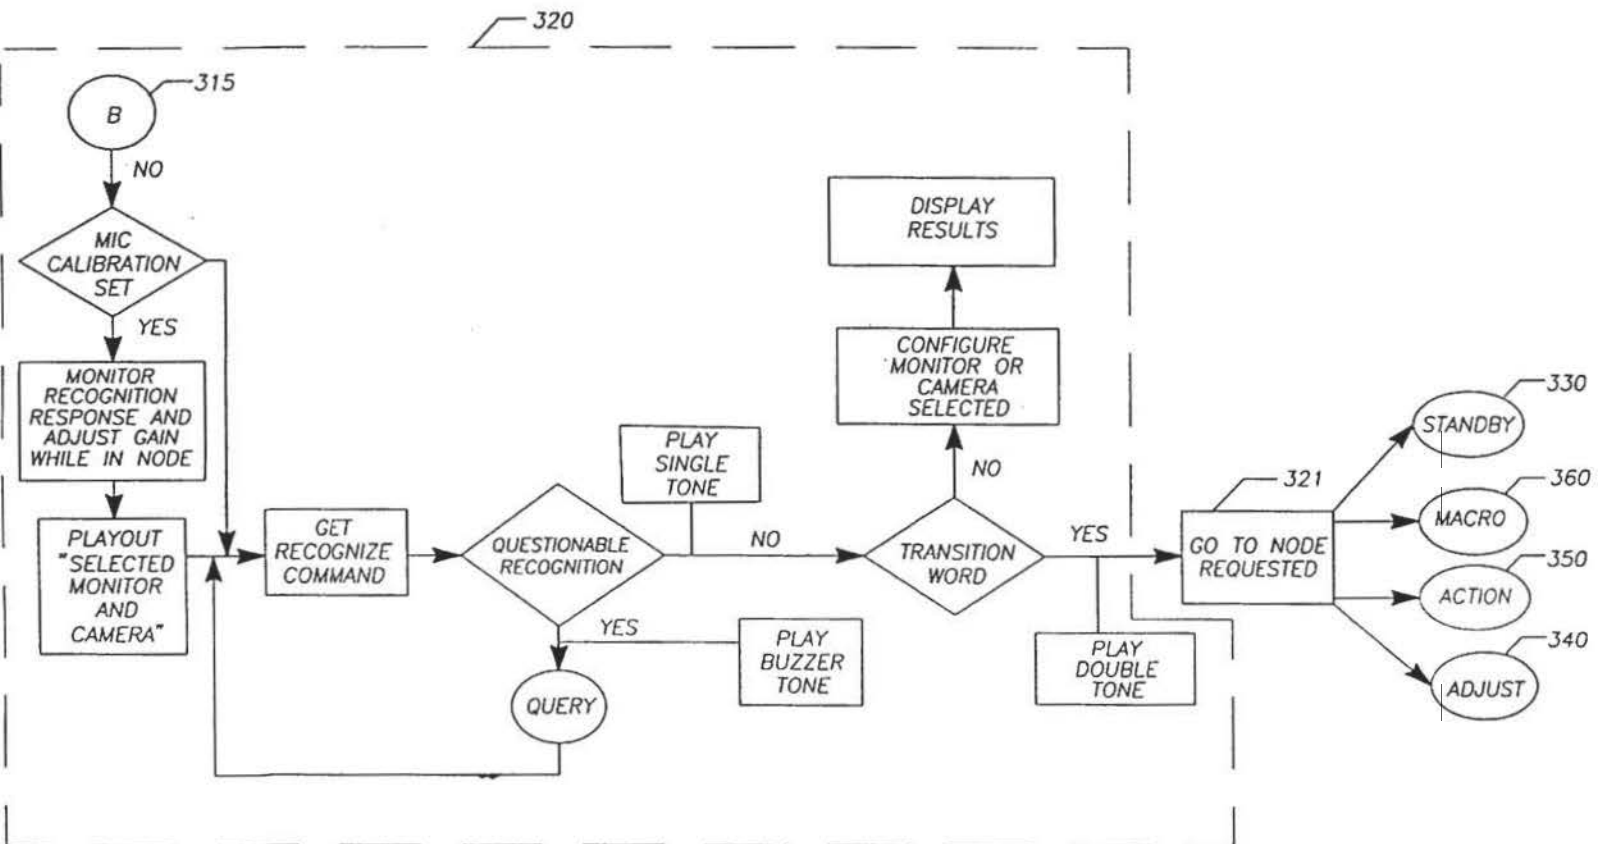 320
315
B
NO
MIC
CALIBRATION
SET
YES
MONITOR
RECOGNITION
RESPONSE AND
ADJUST GAIN
WHILE IN NODE
PLAYOUT
"SELECTED
MONITOR
AND
CAMERA"
GET
RECOGNIZE
COMMAND
QUESTIONABLE
RECOGNITION
PLAY
SINGLE
TONE
NO
YES
PLAY
BUZZER
TONE
QUERY
TRANSITION
WORD
NO
CONFIGURE
MONITOR OR
CAMERA
SELECTED
DISPLAY
RESULTS
YES
PLAY
DOUBLE
TONE
321
GO TO NODE
REQUESTED
330
STANDBY
360
MACRO
350
ACTION
340
ADJUST